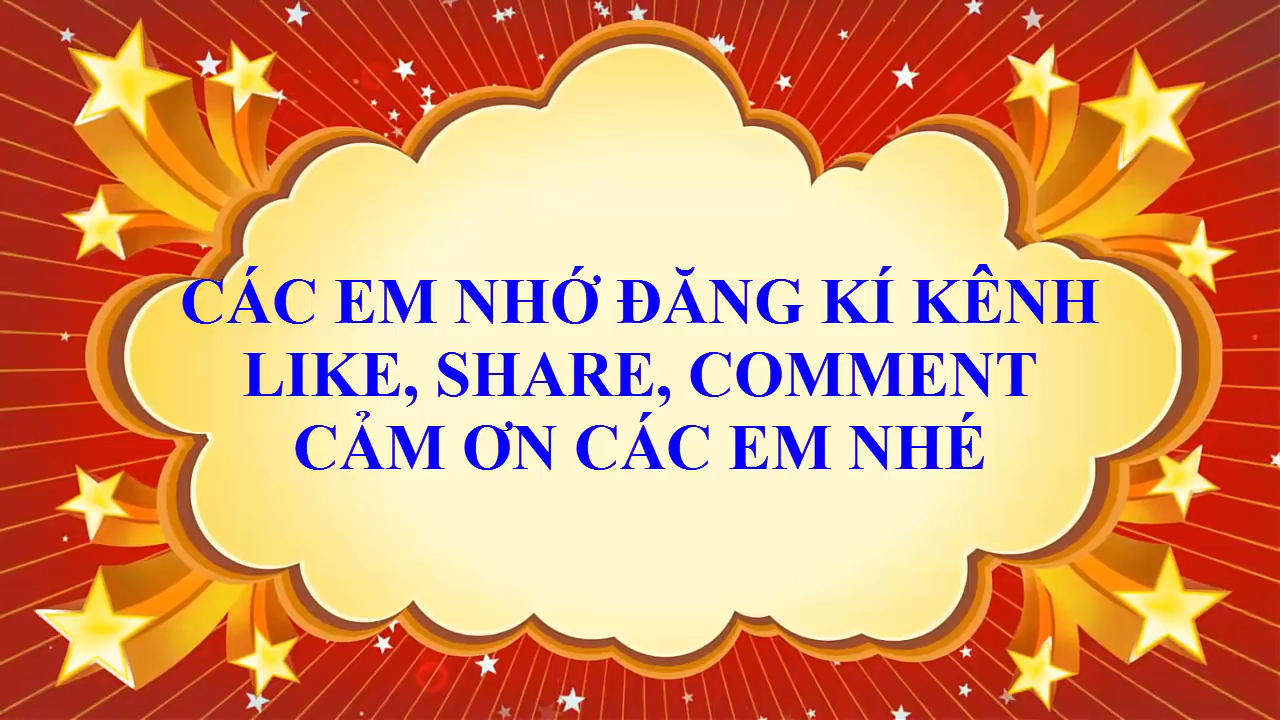 CÁC EM NHỚ ĐĂNG KÍ KÊNH
LIKE, SHARE, COMMENT
CẢM ƠN CÁC EM NHÉ